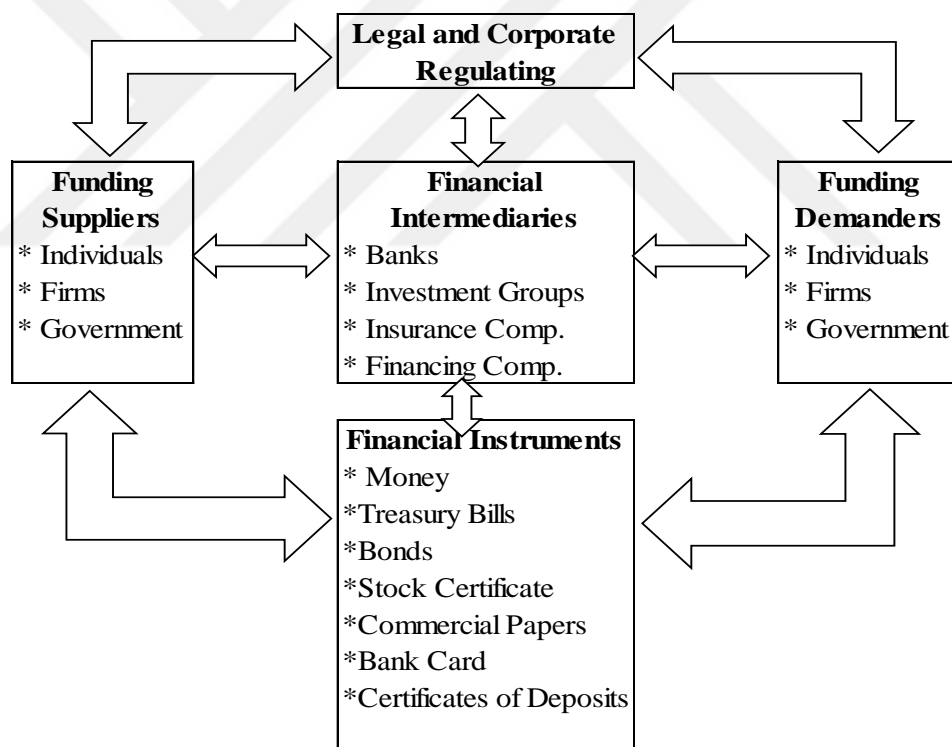 Legal and Corporate
Regulating
Funding
Suppliers
* Individuals
* Firms
* Government
Financial
Intermediaries
* Banks
* Investment Groups
* Insurance Comp.
* Financing Comp.
Funding
Demanders
* Individuals
* Firms
* Government
Financial Instruments
* Money
*Treasury Bills
*Bonds
*Stock Certificate
*Commercial Papers
*Bank Card
*Certificates of Deposits